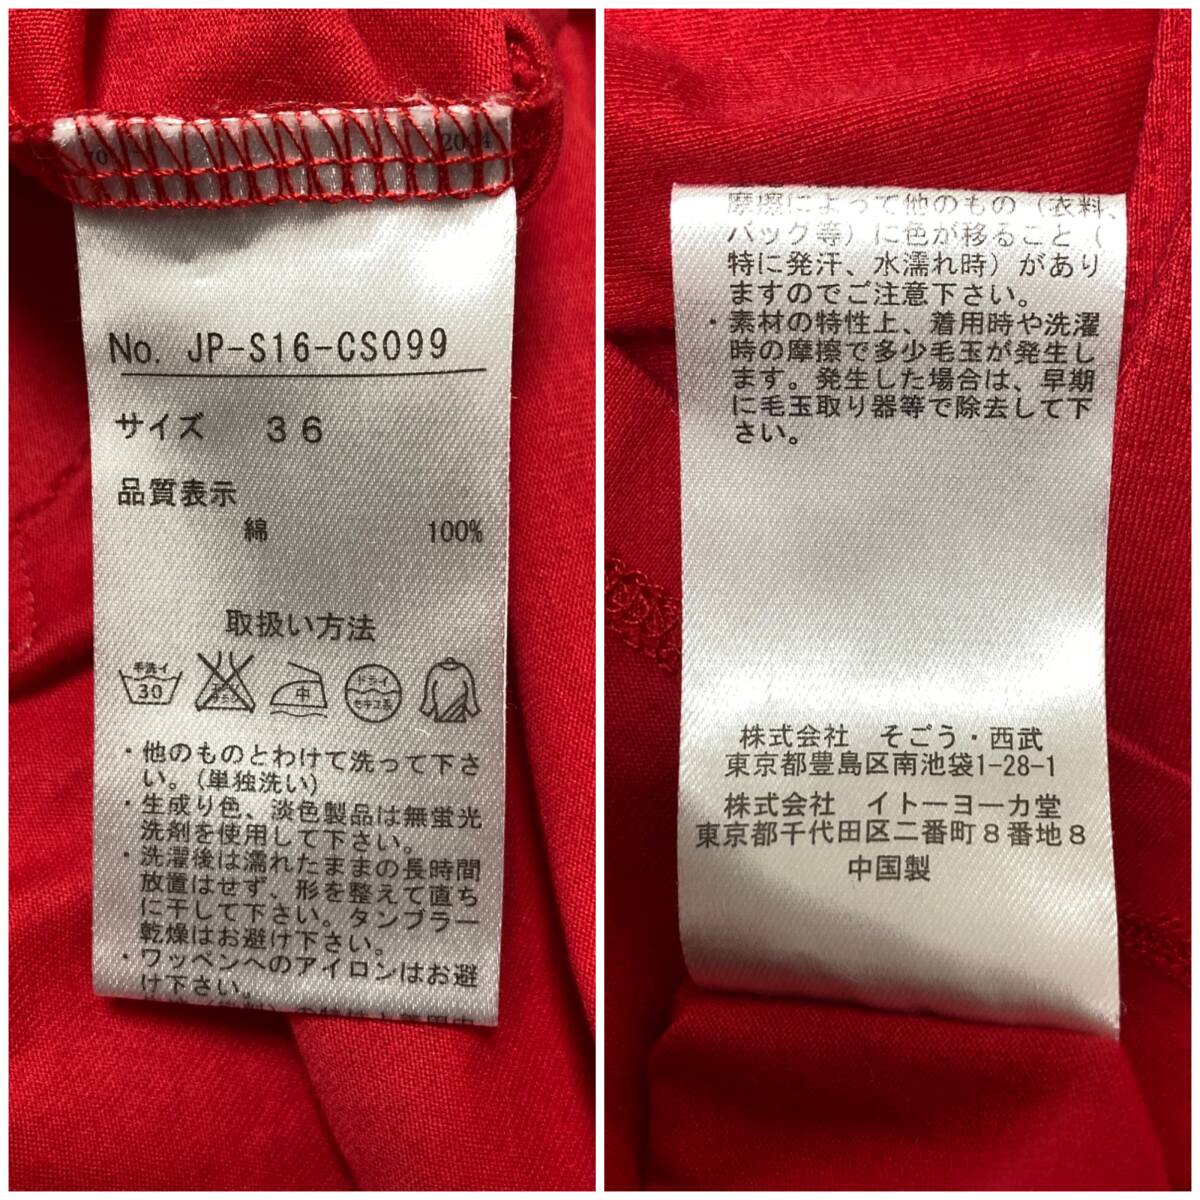 No. JP-S16-CS099
サイズ 36
品質表示
綿 100%
取扱い方法
手洗イ
30
中
ドライ
セキユ系
・他のものとわけて洗って下さ
い。(単独洗い)
・生成り色、淡色製品は無蛍光
洗剤を使用して下さい。
・洗濯後は濡れたままの長時間
放置はせず、形を整えて直ち
に干して下さい。タンブラー
乾燥はお避け下さい。
・ワッペンへのアイロンはお避
け下さい。
摩擦によって他のもの(衣料、
バック等)に色が移ること(
特に発汗、水濡れ時)があり
ますのでご注意下さい。
・素材の特性上、着用時や洗濯
時の摩擦で多少毛玉が発生し
ます。発生した場合は、早期
に毛玉取り器等で除去して下
さい。
株式会社 そごう・西武
東京都豊島区南池袋1-28-1
株式会社 イトーヨーカ堂
東京都千代田区二番町8番地8
中国製